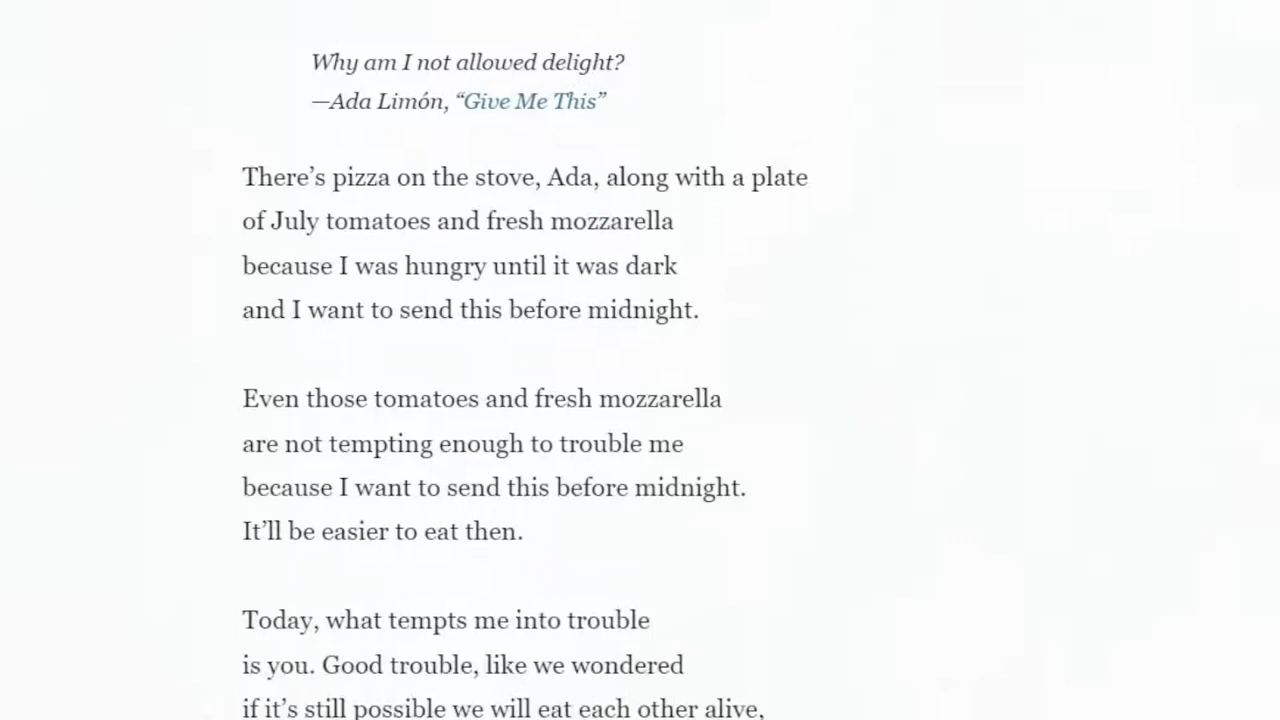 Why am I not allowed delight?
—Ada Limón, “Give Me This”
There’s pizza on the stove, Ada, along with a plate
of July tomatoes and fresh mozzarella
because I was hungry until it was dark
and I want to send this before midnight.
Even those tomatoes and fresh mozzarella
are not tempting enough to trouble me
because I want to send this before midnight.
It’ll be easier to eat then.
Today, what tempts me into trouble
is you. Good trouble, like we wondered
if it’s still possible we will eat each other alive,